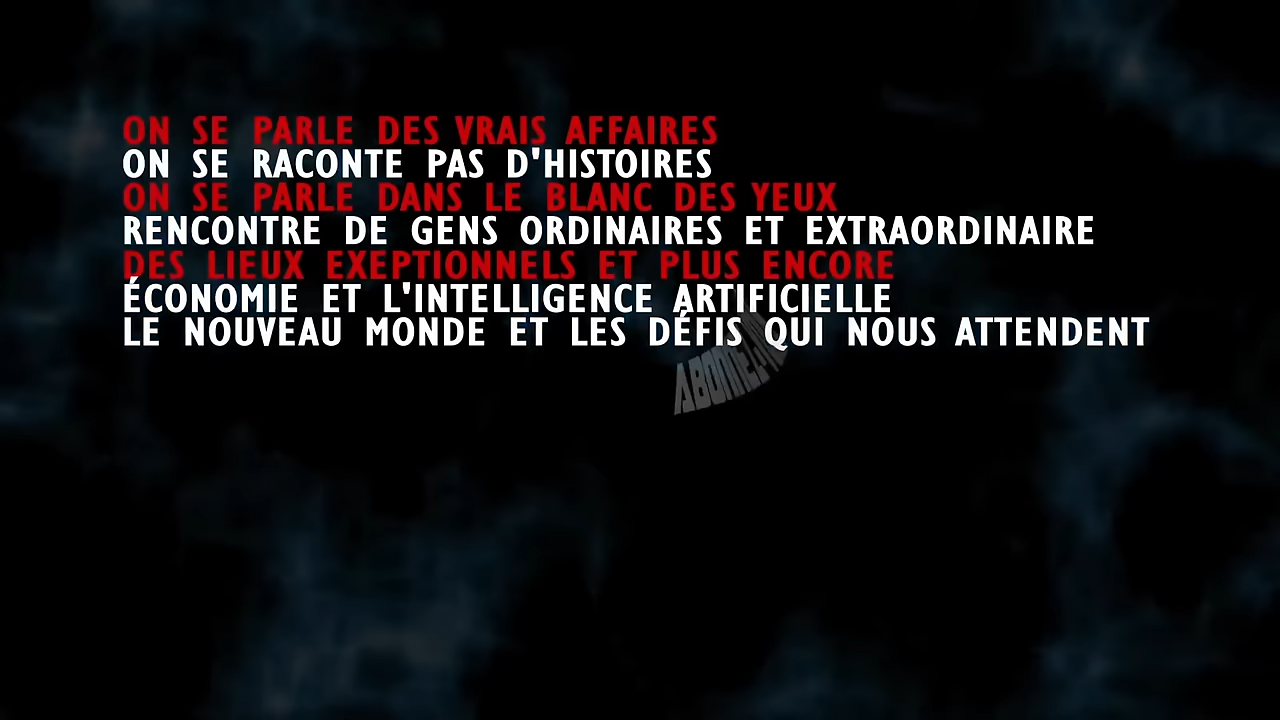 ON SE PARLE DES VRAIS AFFAIRES
ON SE RACONTE PAS D'HISTOIRES
ON SE PARLE DANS LE BLANC DES YEUX
RENCONTRE DE GENS ORDINAIRES ET EXTRAORDINAIRE
DES LIEUX EXEPTIONNELS ET PLUS ENCORE
ÉCONOMIE ET L'INTELLIGENCE ARTIFICIELLE
LE NOUVEAU MONDE ET LES DÉFIS QUI NOUS ATTENDENT